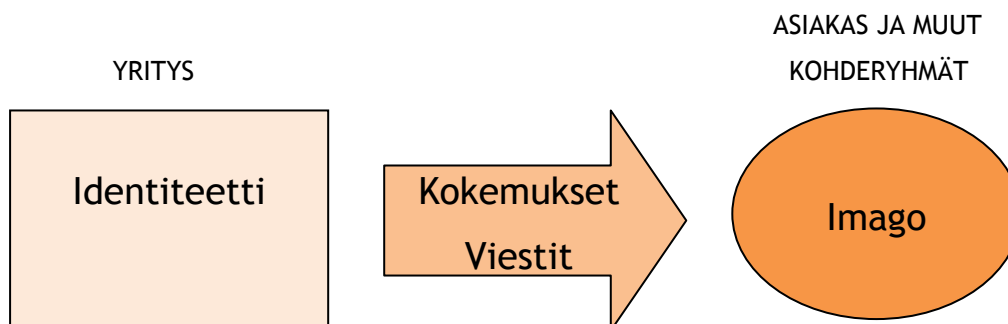 YRITYS
ASIAKAS JA MUUT
KOHDERYHMÄT
Identiteetti
Kokemukset
Viestit
Imago